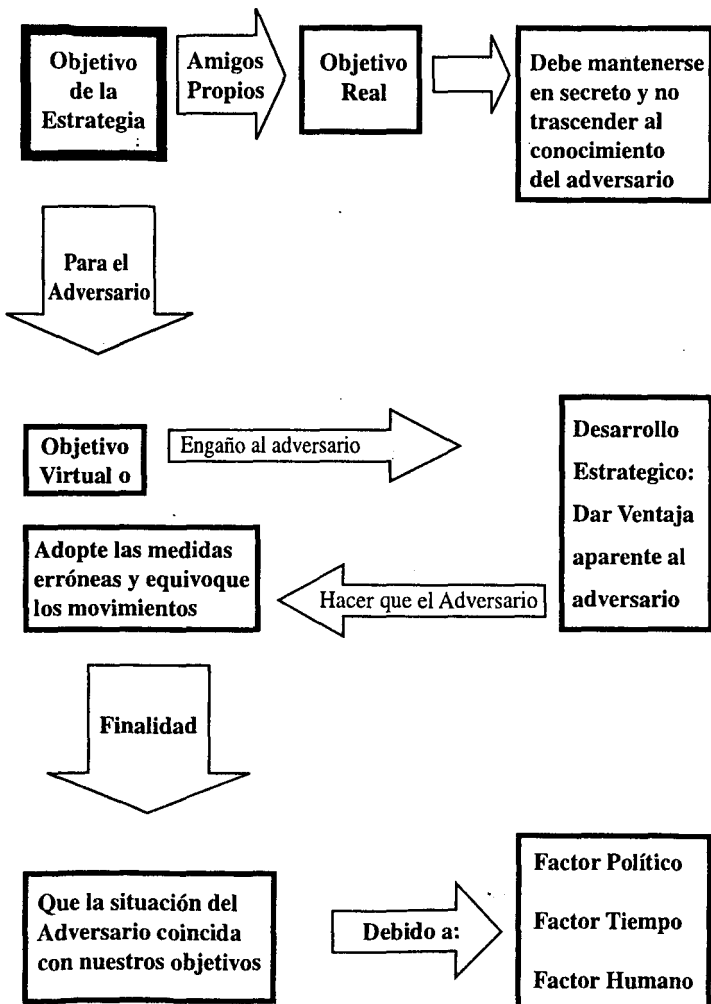 Objetivo
de la
Estrategia
Amigos
Propios
Objetivo
Real
Debe mantenerse
en secreto y no
trascender al
conocimiento
del adversario
Para el
Adversario
Objetivo
Virtual o
Engaño al adversario
Desarrollo
Estrategico:
Dar Ventaja
aparente al
adversario
Hacer que el Adversario
Adopte las medidas
erróneas y equivoque
los movimientos
Finalidad
Que la situación del
Adversario coincida
con nuestros objetivos
Debido a:
Factor Político
Factor Tiempo
Factor Humano